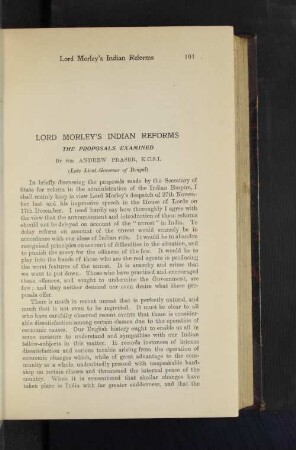 Lord Morley's Indian Reforms 101
LORD MORLEY'S INDIAN REFORMS
THE PROPOSALS EXAMINED
BY SIR ANDREW FRASER, K.C.S.I.
(Late Lieut.-Governor of Bengal)
In briefly discussing the proposals made by the Secretary of
State for reform in the administration of the Indian Empire, I
shall mainly keep in view Lord Morley's despatch of 27th Novem-
ber last and his impressive speech in the House of Lords on
17th December. I need hardly say how thoroughly I agree with
the view that the announcement and introduction of these reforms
should not be delayed on account of the "unrest" in India. To
delay reform on account of the unrest would scarcely be in
accordance with our ideas of Indian rule. It would be to abandon
recognised principles on account of difficulties in the situation, and
to punish the many for the offences of the few. It would be to
play into the hands of those who are the real agents in producing
the worst features of the unrest. It is anarchy and crime that
we want to put down. Those who have practised and encouraged
these offences, and sought to undermine the Government, are
few; and they neither demand nor even desire what these pro-
posals offer.
There is much in recent unrest that is perfectly natural, and
much that is not even to be regretted. It must be clear to all
who have carefully observed recent events that there is consider-
able dissatisfaction among certain classes due to the operation of
economic causes. Our English history ought to enable us all in
some measure to understand and sympathise with our Indian
fellow-subjects in this matter. It records instances of intense
dissatisfaction and serious trouble arising from the operation of
economic changes which, while of great advantage to the com-
munity as a whole, undoubtedly pressed with unspeakable hard-
ship on certain classes and threatened the internal peace of the
country. When it is remembered that similar changes have
taken place in India with far greater suddenness, and that the